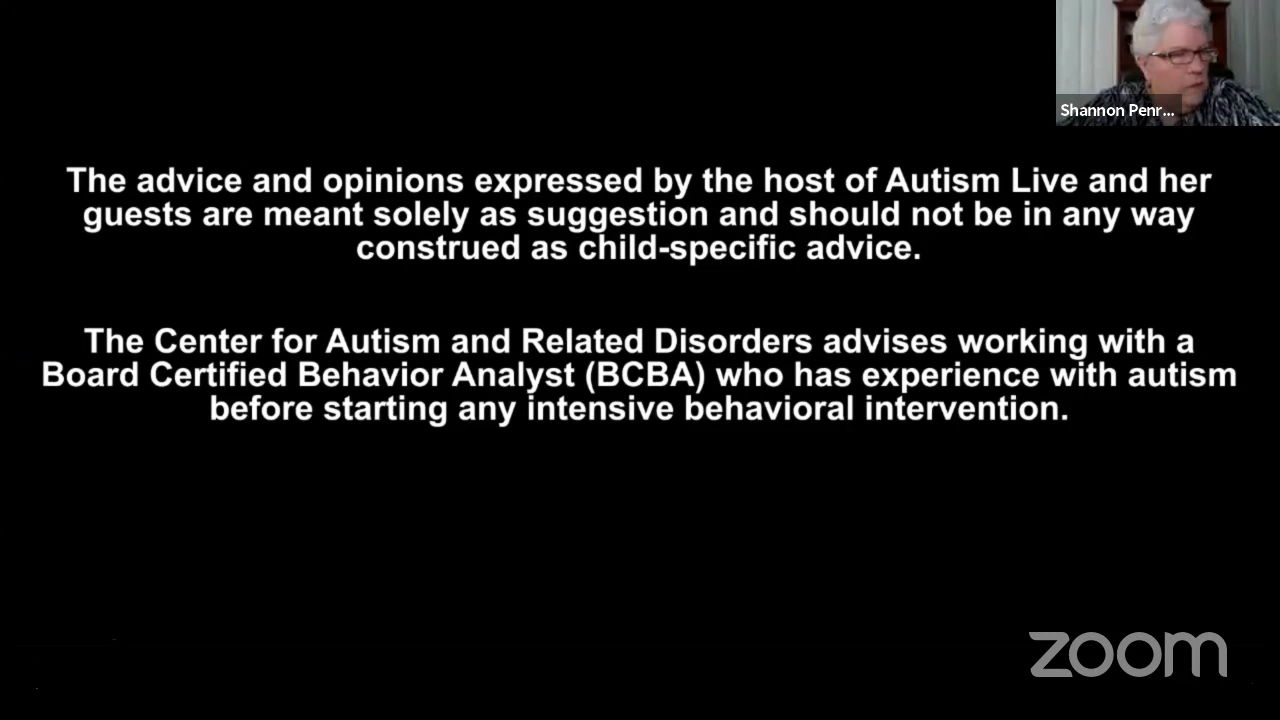 Shannon Penr...
The advice and opinions expressed by the host of Autism Live and her
guests are meant solely as suggestion and should not be in any way
construed as child-specific advice.
The Center for Autism and Related Disorders advises working with a
Board Certified Behavior Analyst (BCBA) who has experience with autism
before starting any intensive behavioral intervention.
zoom